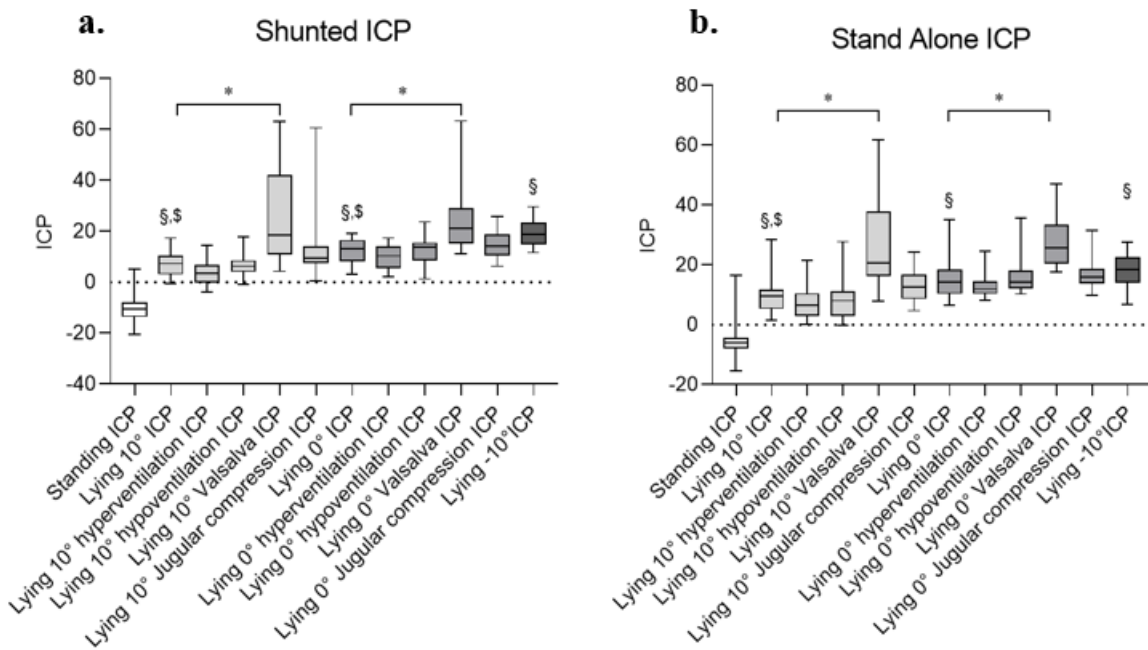 a.
Shunted ICP
ICP
80
60
40
20
0
-20
-40
*
*
§,$
§,$
§
Standing ICP
Lying 10° ICP
Lying 10° hyperventilation ICP
Lying 10° hypoventilation ICP
Lying 10° Valsalva ICP
Lying 10° Jugular compression ICP
Lying 0° ICP
Lying 0° hyperventilation ICP
Lying 0° hypoventilation ICP
Lying 0° Valsalva ICP
Lying 0° Jugular compression ICP
Lying -10°ICP
b.
Stand Alone ICP
ICP
80
60
40
20
0
-20
*
*
§,$
§
§
Standing ICP
Lying 10° ICP
Lying 10° hyperventilation ICP
Lying 10° hypoventilation ICP
Lying 10° Valsalva ICP
Lying 10° Jugular compression ICP
Lying 0° ICP
Lying 0° hyperventilation ICP
Lying 0° hypoventilation ICP
Lying 0° Valsalva ICP
Lying 0° Jugular compression ICP
Lying -10°ICP